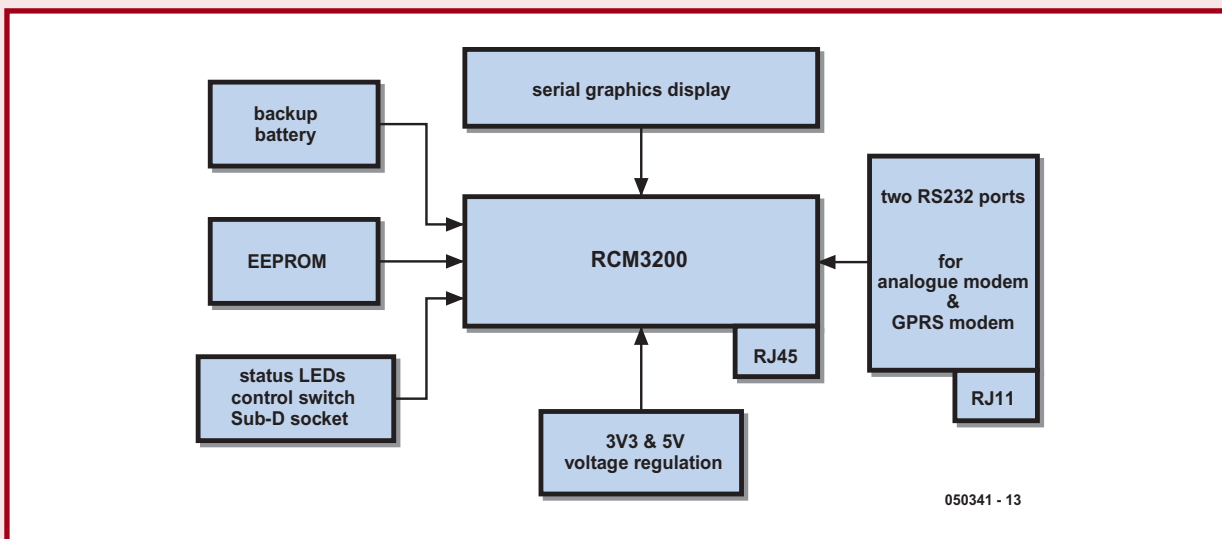 serial graphics display
backup
battery
EEPROM
RCM3200
two RS232 ports
for
analogue modem
&
GPRS modem
RJ45
RJ11
status LEDs
control switch
Sub-D socket
3V3 & 5V
voltage regulation
050341 - 13